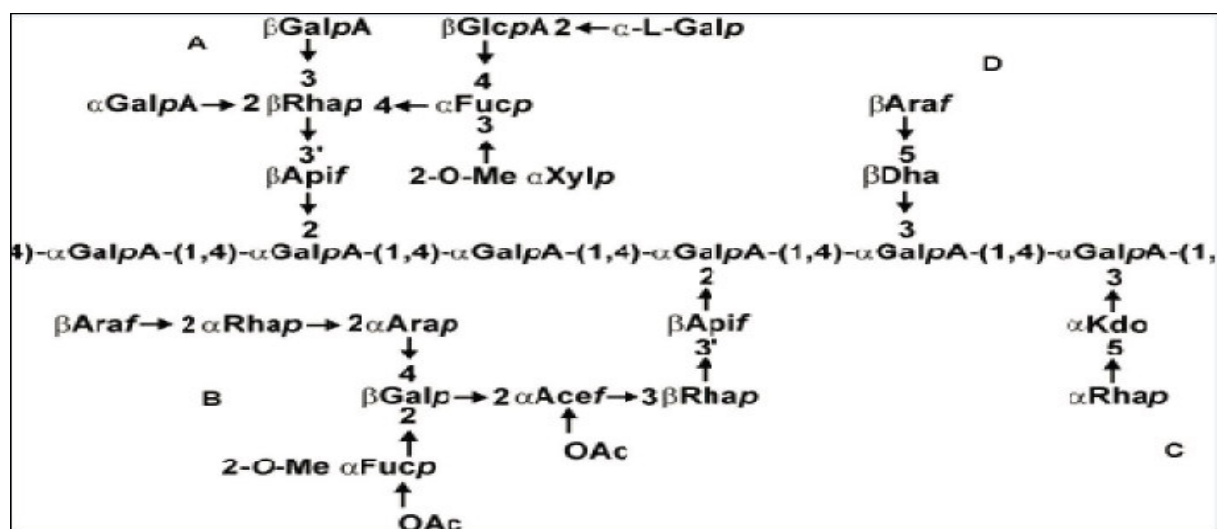 βGalpA βGlcpA 2 ← α-L-Galp
A
↓ ↓ D
3 4
αGalpA → 2 βRhap 4 ← αFucp βAraf
↓ 3 ↓
3' ↑ 5
βApif 2-O-Me αXylp βDha
↓ ↓
2 3
4)-αGalpA-(1,4)-αGalpA-(1,4)-αGalpA-(1,4)-αGalpA-(1,4)-αGalpA-(1,4)-αGalpA-(1,
2 3
↑ ↑
βAraf → 2 αRhap → 2αArap βApif αKdo
↓ 3' 5
4 ↑ ↑
B βGalp → 2 αAcef → 3 βRhap αRhap
2 ↑
↑ OAc C
2-O-Me αFucp
↑
OAc